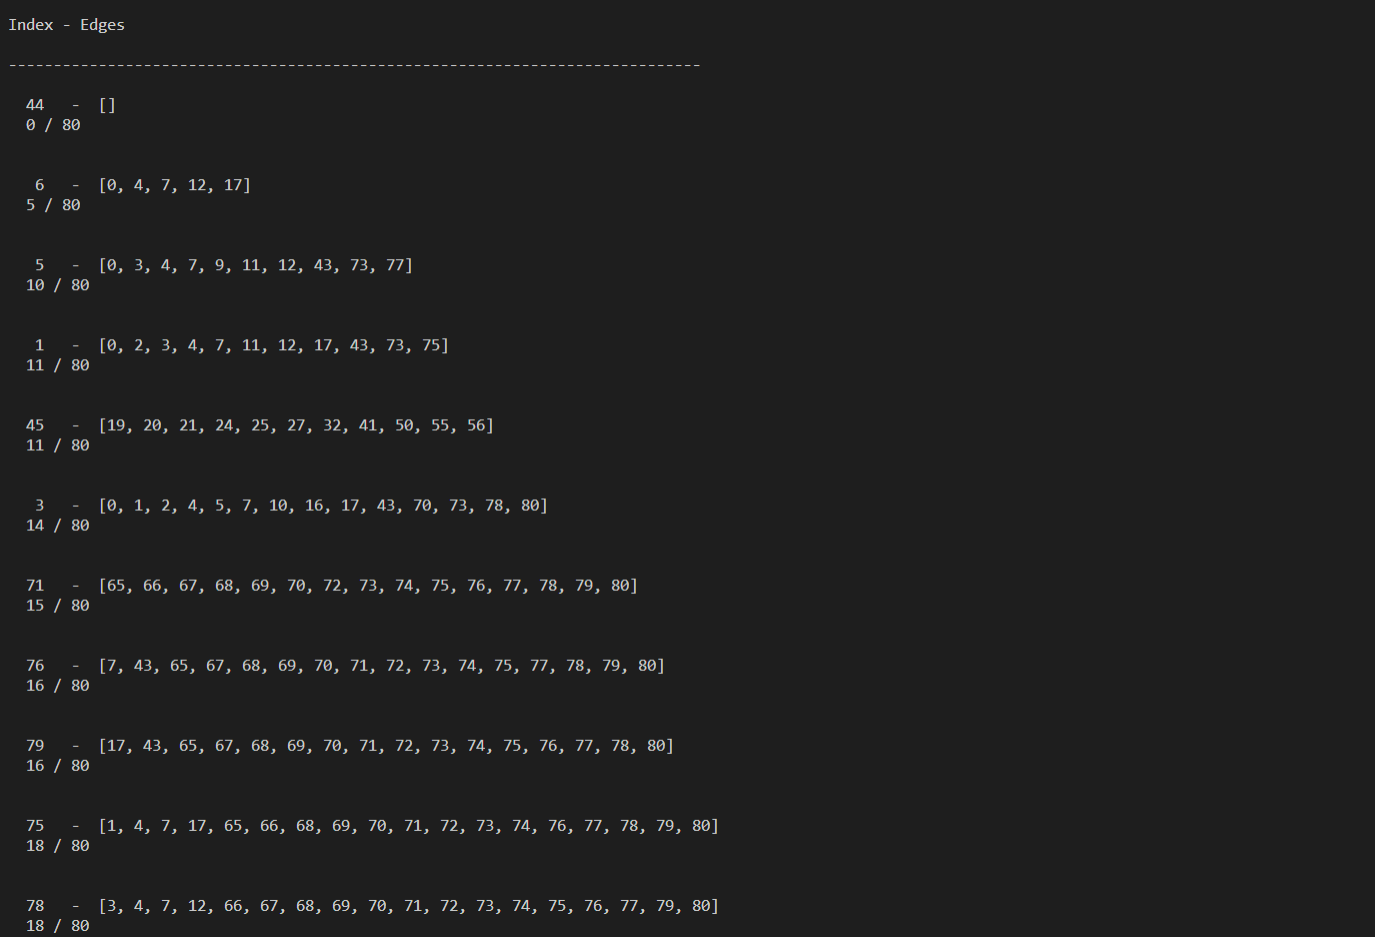 Index - Edges
-----------------------------------------------------------------------------
44 - []
0 / 80
6 - [0, 4, 7, 12, 17]
5 / 80
5 - [0, 3, 4, 7, 9, 11, 12, 43, 73, 77]
10 / 80
1 - [0, 2, 3, 4, 7, 11, 12, 17, 43, 73, 75]
11 / 80
45 - [19, 20, 21, 24, 25, 27, 32, 41, 50, 55, 56]
11 / 80
3 - [0, 1, 2, 4, 5, 7, 10, 16, 17, 43, 70, 73, 78, 80]
14 / 80
71 - [65, 66, 67, 68, 69, 70, 72, 73, 74, 75, 76, 77, 78, 79, 80]
15 / 80
76 - [7, 43, 65, 67, 68, 69, 70, 71, 72, 73, 74, 75, 77, 78, 79, 80]
16 / 80
79 - [17, 43, 65, 67, 68, 69, 70, 71, 72, 73, 74, 75, 76, 77, 78, 80]
16 / 80
75 - [1, 4, 7, 17, 65, 66, 68, 69, 70, 71, 72, 73, 74, 76, 77, 78, 79, 80]
18 / 80
78 - [3, 4, 7, 12, 66, 67, 68, 69, 70, 71, 72, 73, 74, 75, 76, 77, 79, 80]
18 / 80